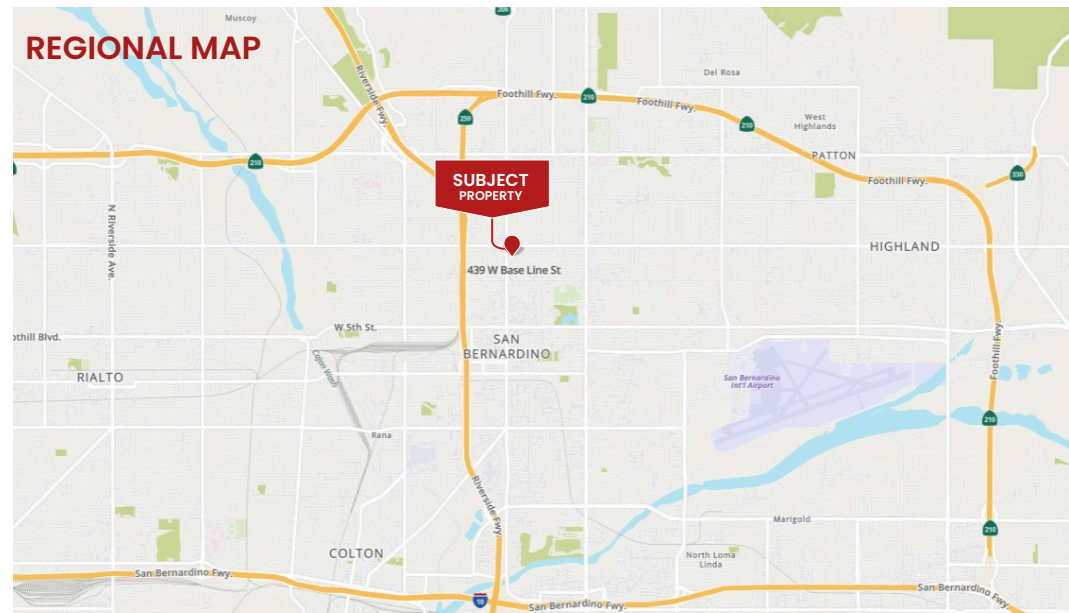 206
Muscoy
REGIONAL MAP
Riverside Fwy.
Del Rosa
Foothill Fwy.
210
Foothill Fwy.
259
210
West
Highlands
PATTON
210
330
SUBJECT
PROPERTY
Foothill Fwy.
N Riverside Ave.
HIGHLAND
439 W Base Line St
W 5th St.
othill Blvd.
SAN
BERNARDINO
Foothill Fwy.
Cajon Wash
RIALTO
San Bernardino
Int'l Airport
210
Rana
Riverside Fwy.
Marigold
210
COLTON
North Loma
Linda
San Bernardino Fwy.
San Bernardino Fwy.
10
San Bernardino Fwy.